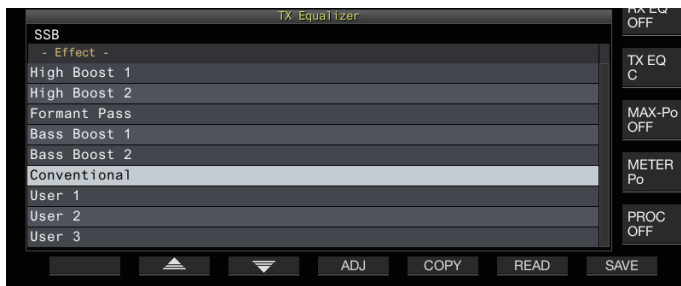 TX Equalizer
SSB
- Effect -
High Boost 1
High Boost 2
Formant Pass
Bass Boost 1
Bass Boost 2
Conventional
User 1
User 2
User 3
RX EQ
OFF
TX EQ
C
MAX-Po
OFF
METER
Po
PROC
OFF
ADJ COPY READ SAVE